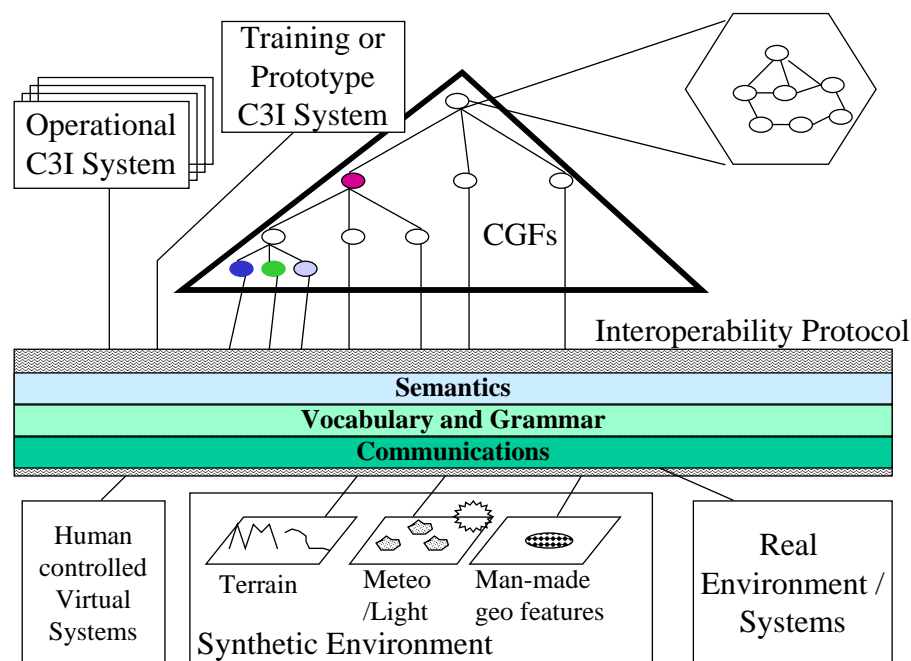 Training or
Prototype
C3I System
Operational
C3I System
CGFs
Interoperability Protocol
Semantics
Vocabulary and Grammar
Communications
Human
controlled
Virtual
Systems
Terrain
Meteo
/Light
Man-made
geo features
Synthetic Environment
Real
Environment /
Systems